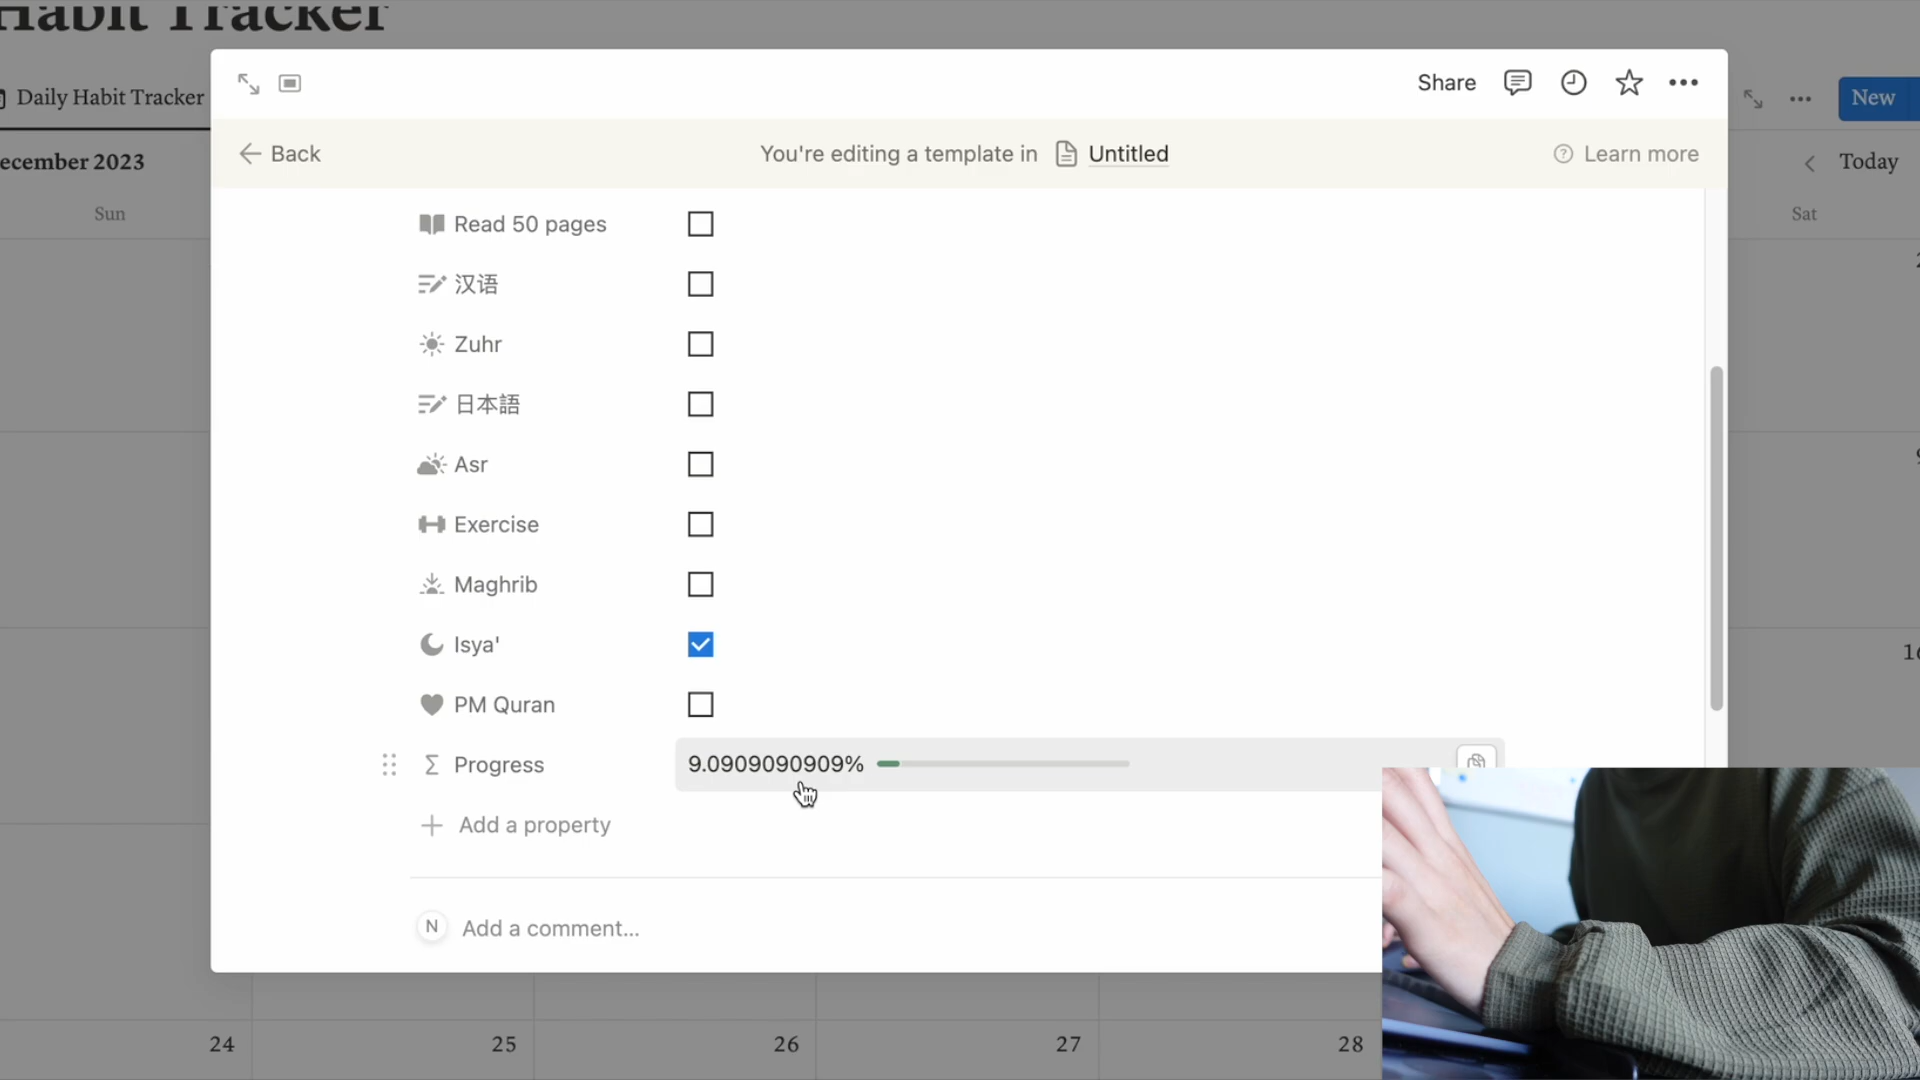 Habit Tracker
Daily Habit Tracker
Share
New
Back
You're editing a template in Untitled
Learn more
ecember 2023
Today
Sun
Sat
Read 50 pages
汉语
Zuhr
日本語
Asr
Exercise
Maghrib
Isya'
PM Quran
Progress 9.0909090909%
Add a property
N Add a comment...
24 25 26 27 28